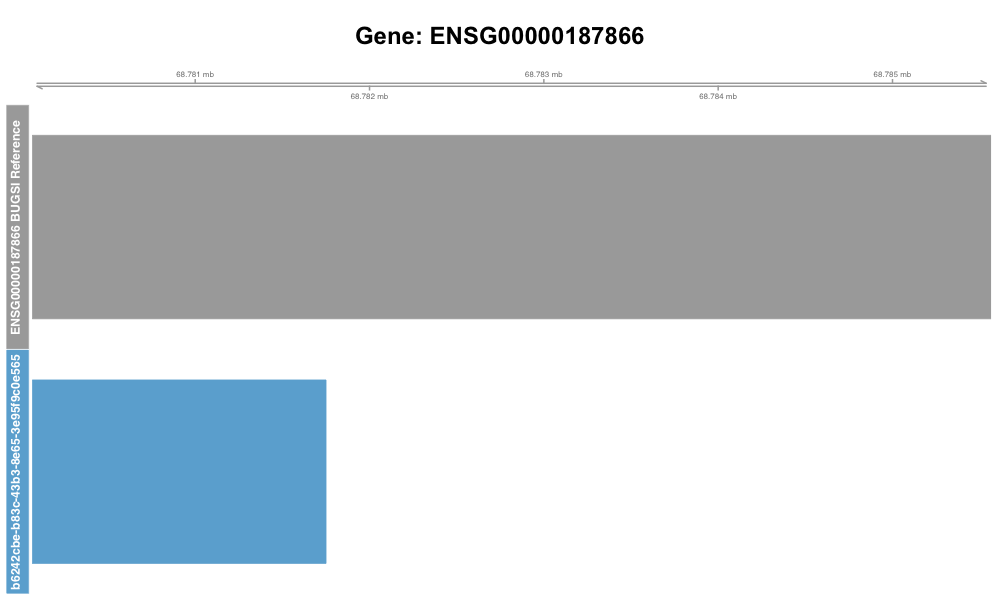 Gene: ENSG00000187866
68.781 mb
68.783 mb
68.785 mb
68.782 mb
68.784 mb
ENSG00000187866 BUGSI Reference
b6242cbe-b83c-43b3-8e65-3e95f9c0e565